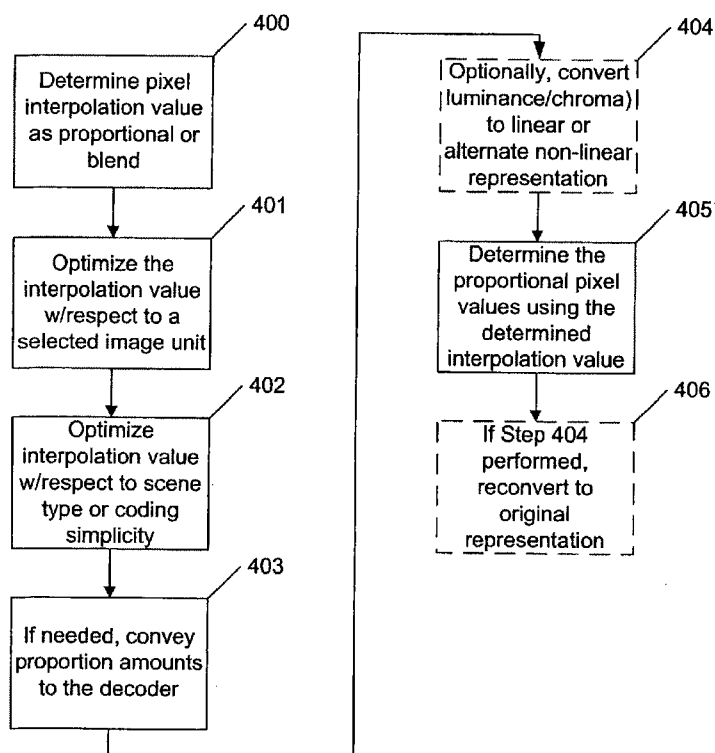 400
Determine pixel
interpolation value
as proportional or
blend
401
Optimize the
interpolation value
w/respect to a
selected image unit
402
Optimize
interpolation value
w/respect to scene
type or coding
simplicity
403
If needed, convey
proportion amounts
to the decoder
404
Optionally, convert
luminance/chroma)
to linear or
alternate non-linear
representation
405
Determine the
proportional pixel
values using the
determined
interpolation value
406
If Step 404
performed,
reconvert to
original
representation